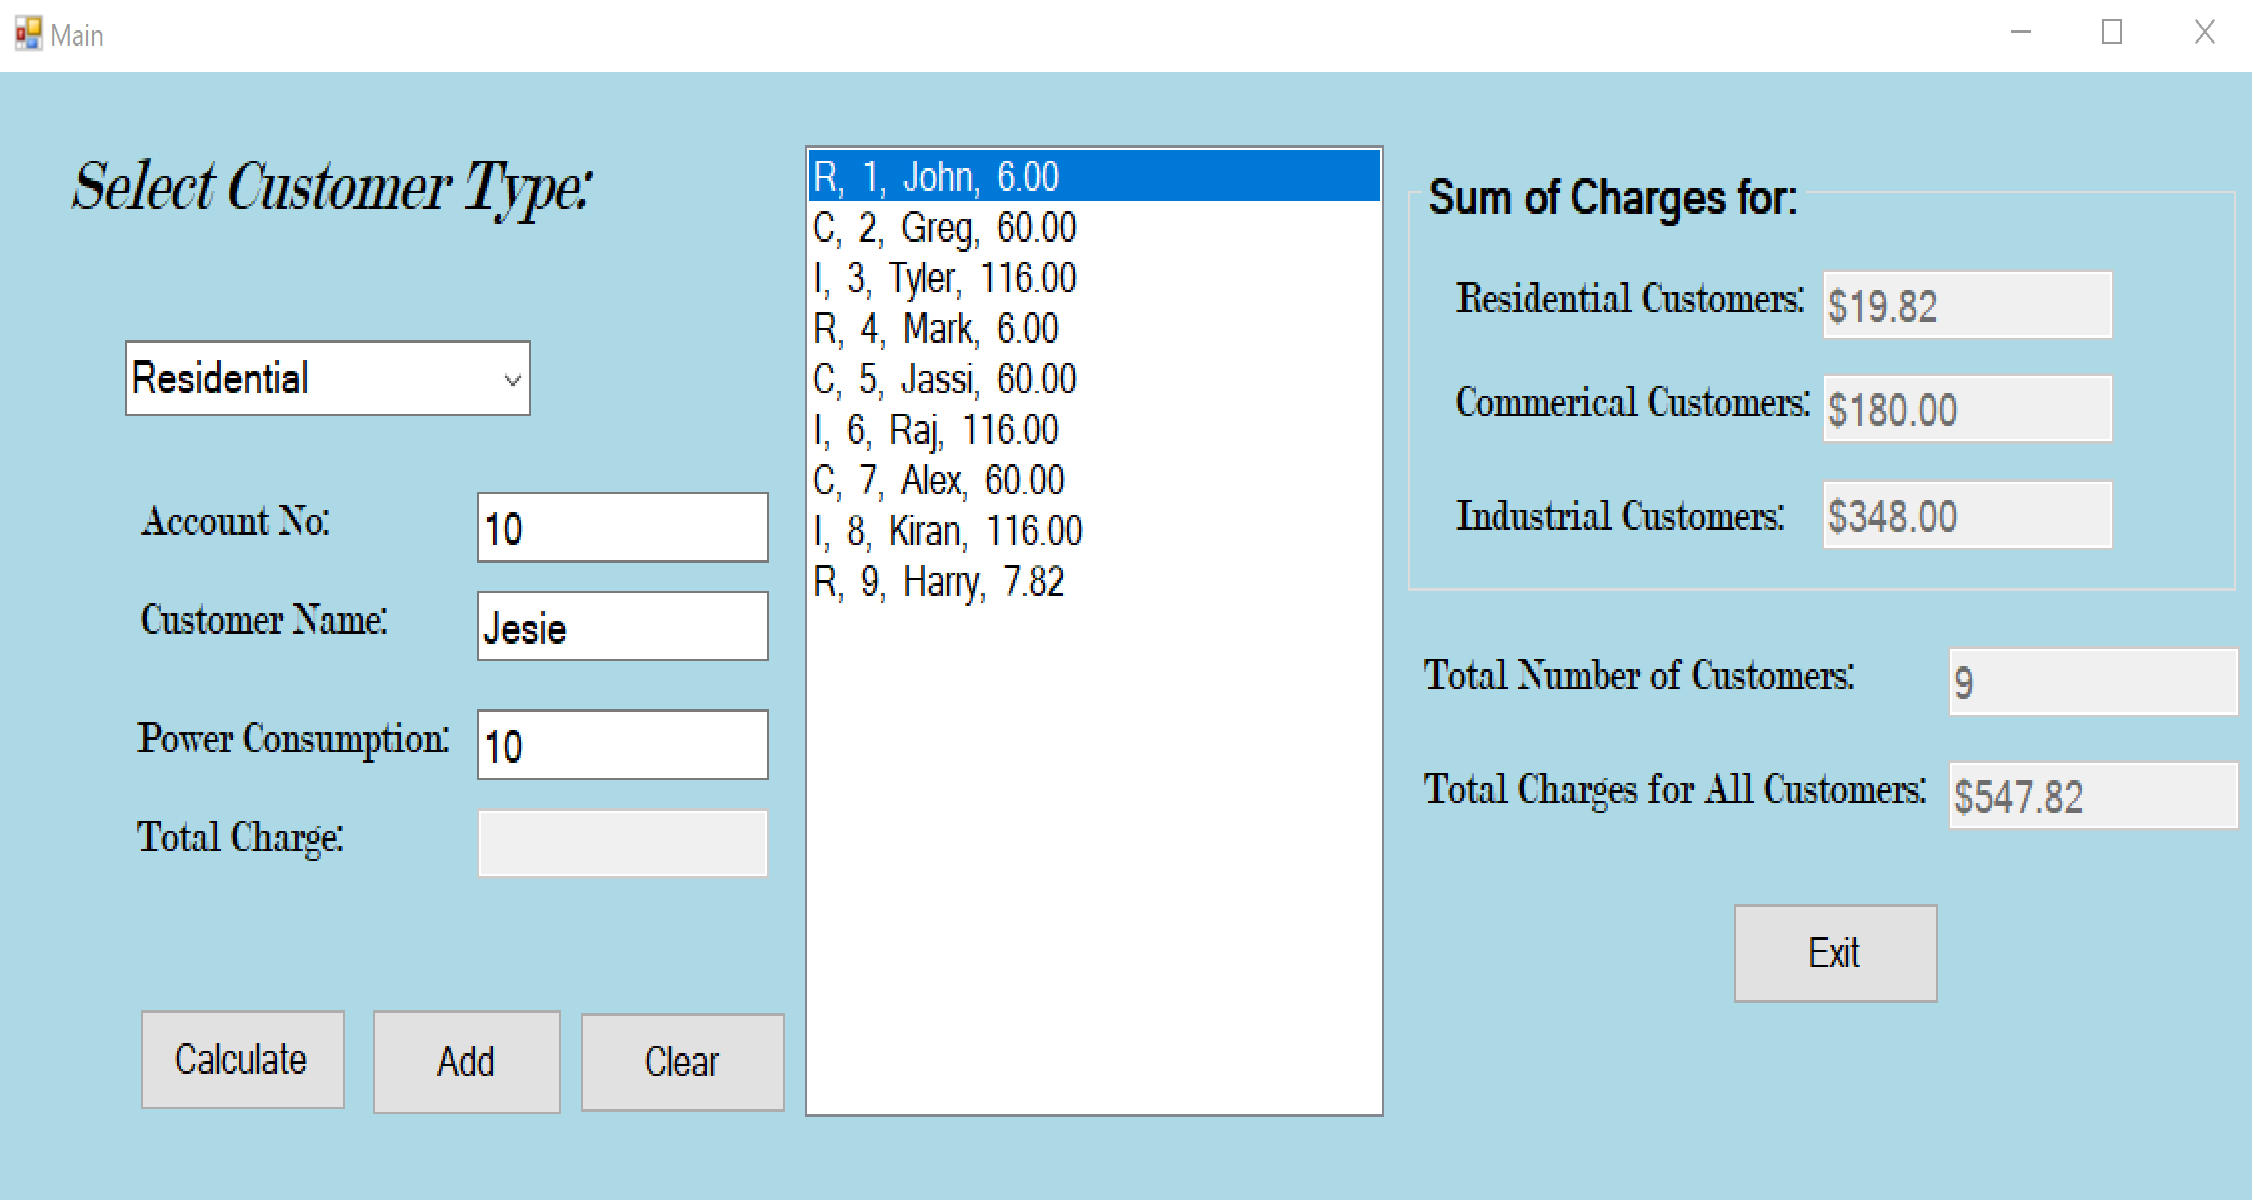 Main
Select Customer Type:
Residential
Account No:
10
Customer Name:
Jesie
Power Consumption:
10
Total Charge:
Calculate
Add
Clear
R, 1, John, 6.00
C, 2, Greg, 60.00
I, 3, Tyler, 116.00
R, 4, Mark, 6.00
C, 5, Jassi, 60.00
I, 6, Raj, 116.00
C, 7, Alex, 60.00
I, 8, Kiran, 116.00
R, 9, Harry, 7.82
Sum of Charges for:
Residential Customers:
$19.82
Commerical Customers:
$180.00
Industrial Customers:
$348.00
Total Number of Customers:
9
Total Charges for All Customers:
$547.82
Exit